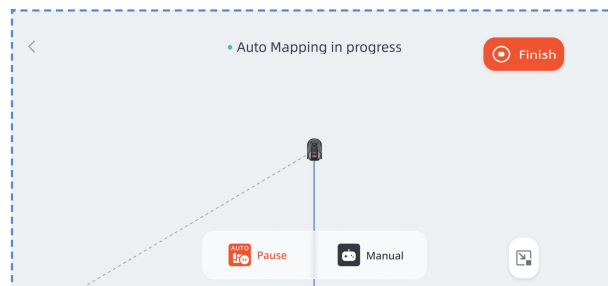 Auto Mapping in progress
Finish
AUTO
Pause
Manual